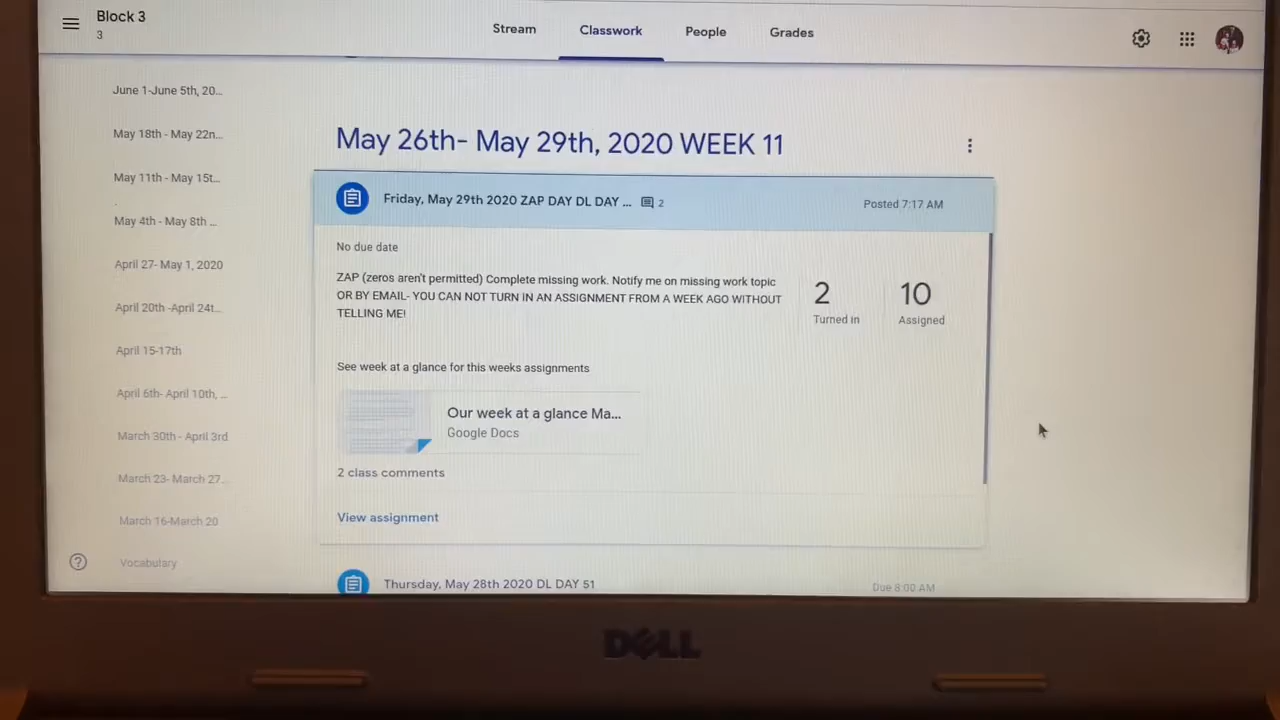 Block 3
3
Stream
Classwork
People
Grades
June 1-June 5th, 20...
May 18th - May 22n...
May 11th - May 15t...
May 4th - May 8th ...
April 27- May 1, 2020
April 20th -April 24t...
April 15-17th
April 6th- April 10th, ...
March 30th - April 3rd
March 23- March 27...
March 16-March 20
Vocabulary
May 26th- May 29th, 2020 WEEK 11
Friday, May 29th 2020 ZAP DAY DL DAY ... 2
Posted 7:17 AM
No due date
ZAP (zeros aren't permitted) Complete missing work. Notify me on missing work topic
OR BY EMAIL- YOU CAN NOT TURN IN AN ASSIGNMENT FROM A WEEK AGO WITHOUT
TELLING ME!
2
Turned in
10
Assigned
See week at a glance for this weeks assignments
Our week at a glance Ma...
Google Docs
2 class comments
View assignment
Thursday, May 28th 2020 DL DAY 51
Due 8:00 AM
DELL